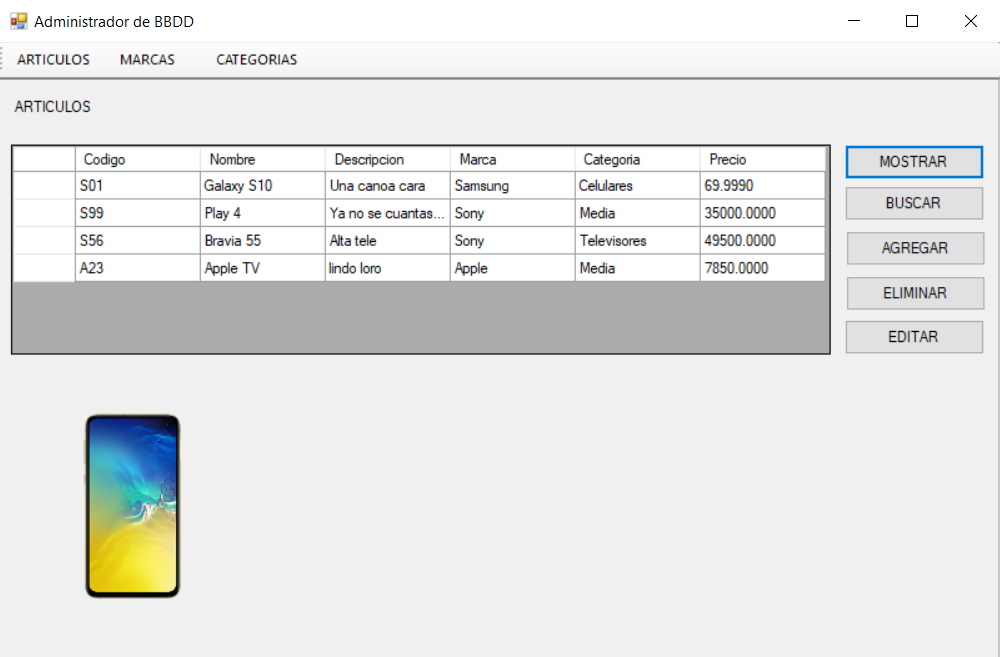 Administrador de BBDD
ARTICULOS MARCAS CATEGORIAS
ARTICULOS
Codigo Nombre Descripcion Marca Categoria Precio
S01 Galaxy S10 Una canoa cara Samsung Celulares 69.9990
S99 Play 4 Ya no se cuantas... Sony Media 35000.0000
S56 Bravia 55 Alta tele Sony Televisores 49500.0000
A23 Apple TV lindo loro Apple Media 7850.0000
MOSTRAR
BUSCAR
AGREGAR
ELIMINAR
EDITAR